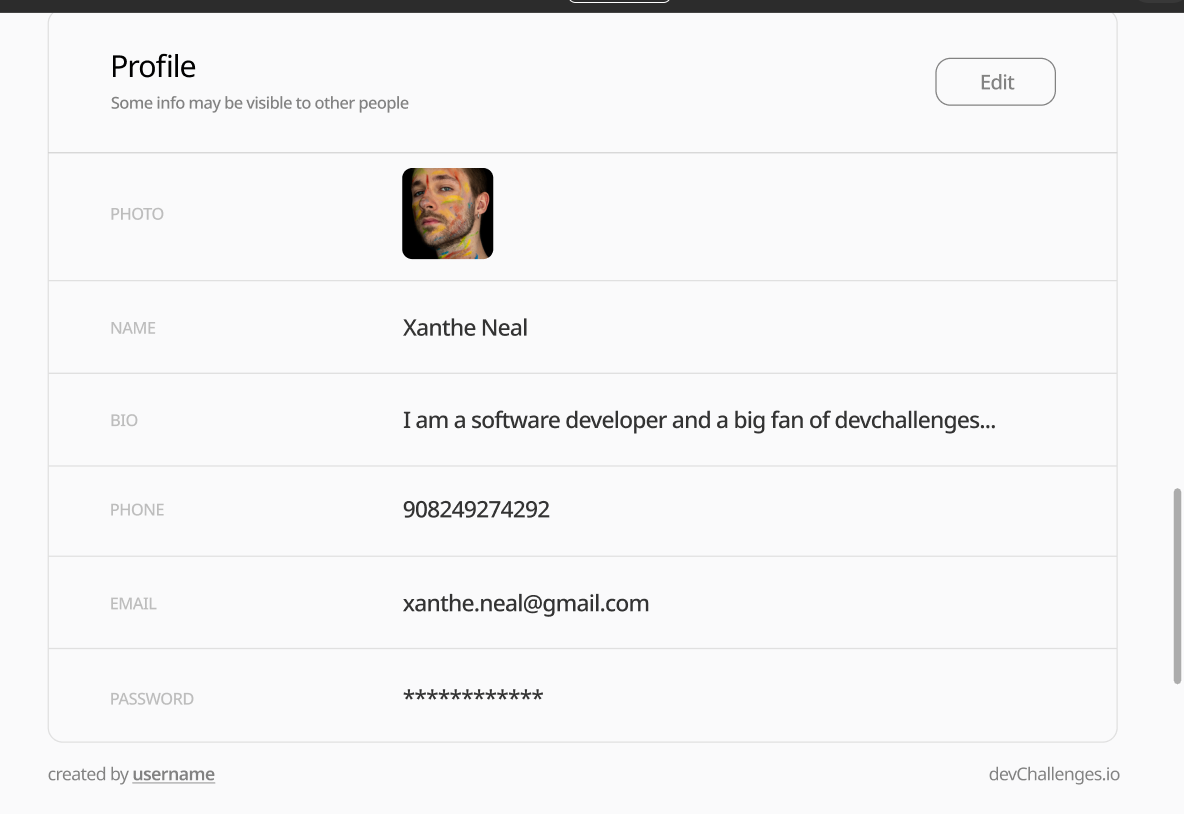 Profile
Some info may be visible to other people
Edit
PHOTO
NAME
Xanthe Neal
BIO
I am a software developer and a big fan of devchallenges...
PHONE
908249274292
EMAIL
xanthe.neal@gmail.com
PASSWORD
************
created by username
devChallenges.io